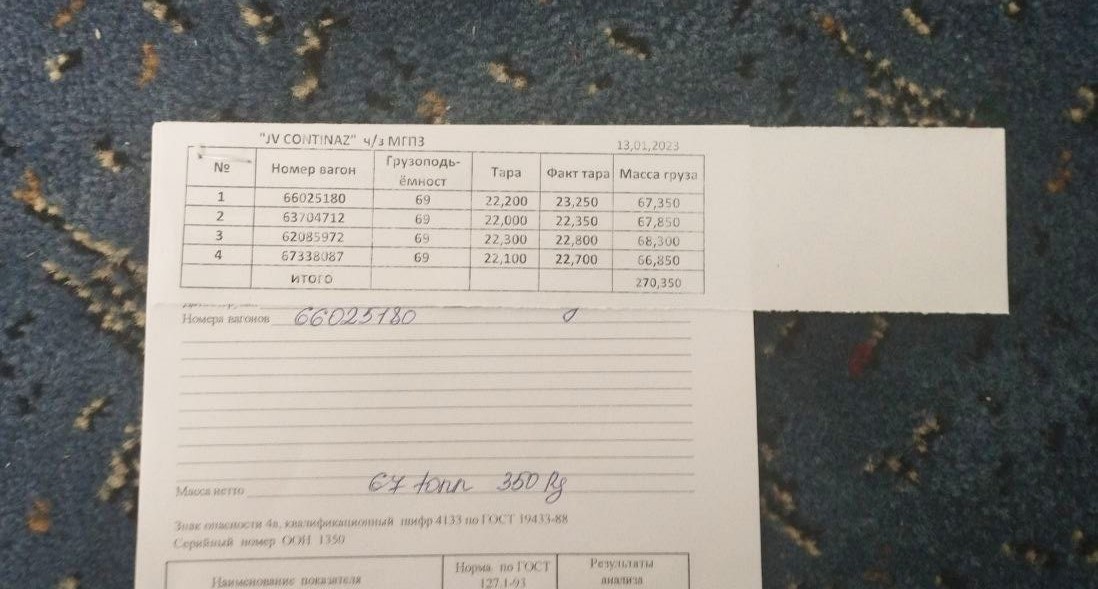 "JV CONTINAZ" ч/з МГПЗ 13,01,2023
№ Номер вагон Грузоподь-ёмност Тара Факт тара Масса груза
1 66025180 69 22,200 23,250 67,350
2 63704712 69 22,000 22,350 67,850
3 62085972 69 22,300 22,800 68,300
4 67338087 69 22,100 22,700 66,850
ИТОГО 270,350
Номера вагонов 66025180
Масса нетто 67 тонн 350 кg
Знак опасности 4а, квалификационный шифр 4133 по ГОСТ 19433-88
Серийный номер ООН 1350
Наименование показателя Норма по ГОСТ 127.1-93 Результаты анализа